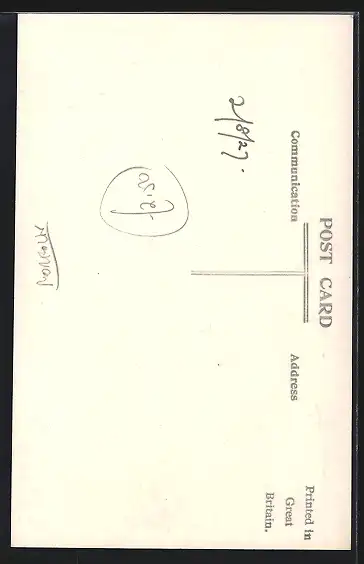 POST CARD
Communication
Address
Printed in
Great
Britain.
2/8/27.